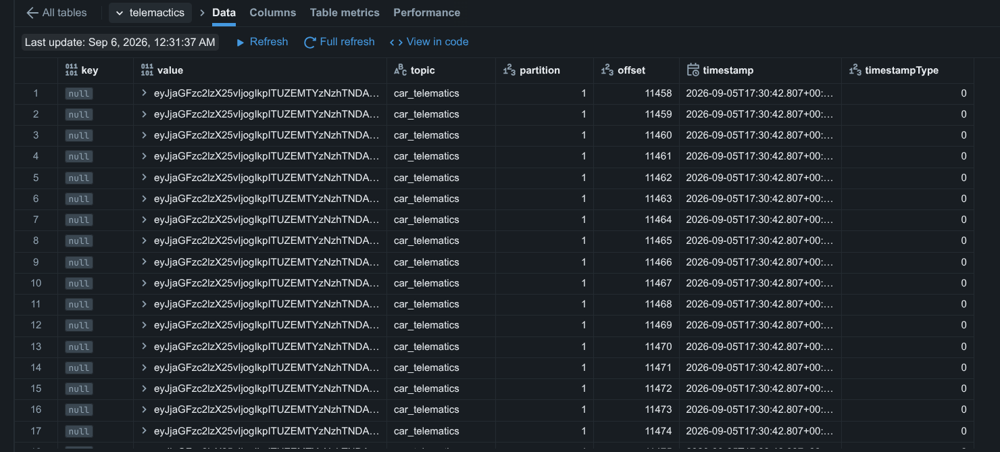 All tables telemactics Data Columns Table metrics Performance
Last update: Sep 6, 2026, 12:31:37 AM Refresh Full refresh View in code
key value topic partition offset timestamp timestampType
1 null eyJjaGFzc2lzX25vIjogIkpITUZEMTYzNzhTNDA… car_telematics 1 11458 2026-09-05T17:30:42.807+00:… 0
2 null eyJjaGFzc2lzX25vIjogIkpITUZEMTYzNzhTNDA… car_telematics 1 11459 2026-09-05T17:30:42.807+00:… 0
3 null eyJjaGFzc2lzX25vIjogIkpITUZEMTYzNzhTNDA… car_telematics 1 11460 2026-09-05T17:30:42.807+00:… 0
4 null eyJjaGFzc2lzX25vIjogIkpITUZEMTYzNzhTNDA… car_telematics 1 11461 2026-09-05T17:30:42.807+00:… 0
5 null eyJjaGFzc2lzX25vIjogIkpITUZEMTYzNzhTNDA… car_telematics 1 11462 2026-09-05T17:30:42.807+00:… 0
6 null eyJjaGFzc2lzX25vIjogIkpITUZEMTYzNzhTNDA… car_telematics 1 11463 2026-09-05T17:30:42.807+00:… 0
7 null eyJjaGFzc2lzX25vIjogIkpITUZEMTYzNzhTNDA… car_telematics 1 11464 2026-09-05T17:30:42.807+00:… 0
8 null eyJjaGFzc2lzX25vIjogIkpITUZEMTYzNzhTNDA… car_telematics 1 11465 2026-09-05T17:30:42.807+00:… 0
9 null eyJjaGFzc2lzX25vIjogIkpITUZEMTYzNzhTNDA… car_telematics 1 11466 2026-09-05T17:30:42.807+00:… 0
10 null eyJjaGFzc2lzX25vIjogIkpITUZEMTYzNzhTNDA… car_telematics 1 11467 2026-09-05T17:30:42.807+00:… 0
11 null eyJjaGFzc2lzX25vIjogIkpITUZEMTYzNzhTNDA… car_telematics 1 11468 2026-09-05T17:30:42.807+00:… 0
12 null eyJjaGFzc2lzX25vIjogIkpITUZEMTYzNzhTNDA… car_telematics 1 11469 2026-09-05T17:30:42.807+00:… 0
13 null eyJjaGFzc2lzX25vIjogIkpITUZEMTYzNzhTNDA… car_telematics 1 11470 2026-09-05T17:30:42.807+00:… 0
14 null eyJjaGFzc2lzX25vIjogIkpITUZEMTYzNzhTNDA… car_telematics 1 11471 2026-09-05T17:30:42.807+00:… 0
15 null eyJjaGFzc2lzX25vIjogIkpITUZEMTYzNzhTNDA… car_telematics 1 11472 2026-09-05T17:30:42.807+00:… 0
16 null eyJjaGFzc2lzX25vIjogIkpITUZEMTYzNzhTNDA… car_telematics 1 11473 2026-09-05T17:30:42.807+00:… 0
17 null eyJjaGFzc2lzX25vIjogIkpITUZEMTYzNzhTNDA… car_telematics 1 11474 2026-09-05T17:30:42.807+00:… 0